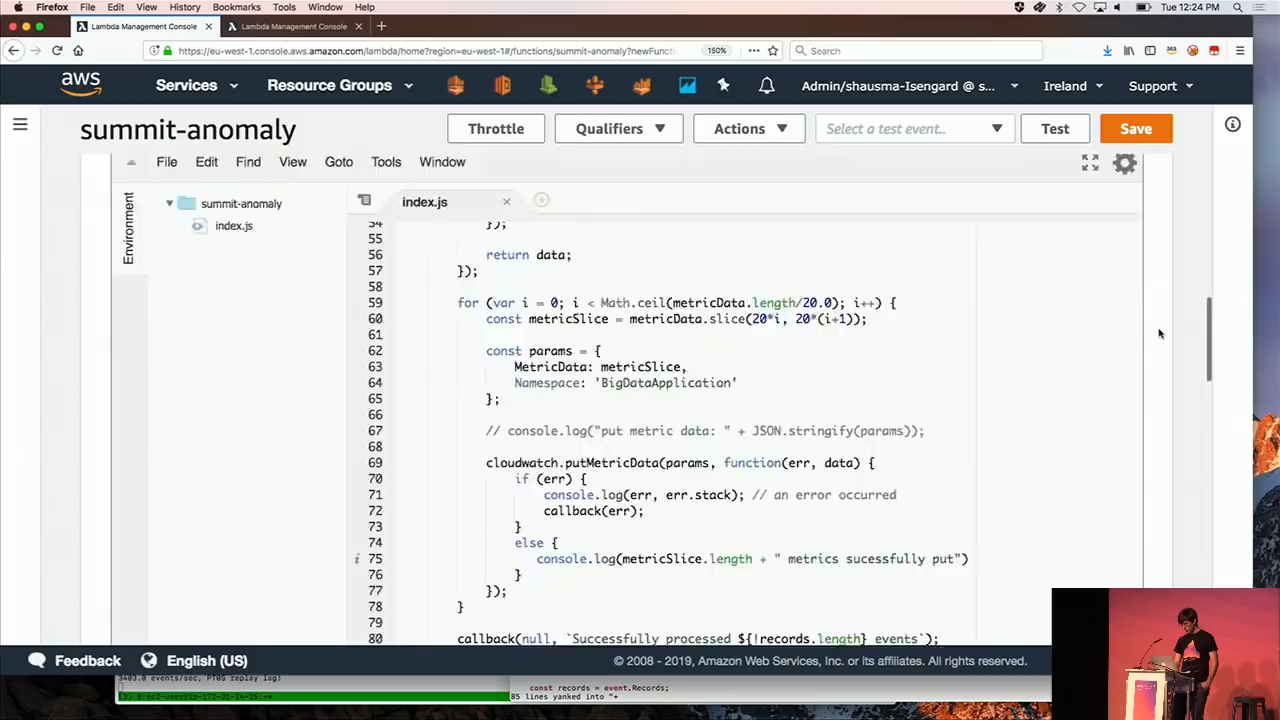 Firefox File Edit View History Bookmarks Tools Window Help Tue 12:24 PM
Lambda Management Console × Lambda Management Console × +
https://eu-west-1.console.aws.amazon.com/lambda/home?region=eu-west-1#/functions/summit-anomaly?newFunc 150% Search
aws Services Resource Groups Admin/shausma-Isengard @ s... Ireland Support
summit-anomaly Throttle Qualifiers Actions Select a test event.. Test Save
File Edit Find View Goto Tools Window
Environment
summit-anomaly
index.js
index.js ×
54 });
55
56 return data;
57 });
58
59 for (var i = 0; i < Math.ceil(metricData.length/20.0); i++) {
60 const metricSlice = metricData.slice(20*i, 20*(i+1));
61
62 const params = {
63 MetricData: metricSlice,
64 Namespace: 'BigDataApplication'
65 };
66
67 // console.log("put metric data: " + JSON.stringify(params));
68
69 cloudwatch.putMetricData(params, function(err, data) {
70 if (err) {
71 console.log(err, err.stack); // an error occurred
72 callback(err);
73 }
74 else {
75 console.log(metricSlice.length + " metrics sucessfully put")
76 }
77 });
78 }
79
80 callback(null, `Successfully processed ${!records.length} events`);
Feedback English (US) © 2008 - 2019, Amazon Web Services, Inc. or its affiliates. All rights reserved.
3403.0 events/sec, PT0S replay lag)
const records = event.Records;
85 lines yanked into "+